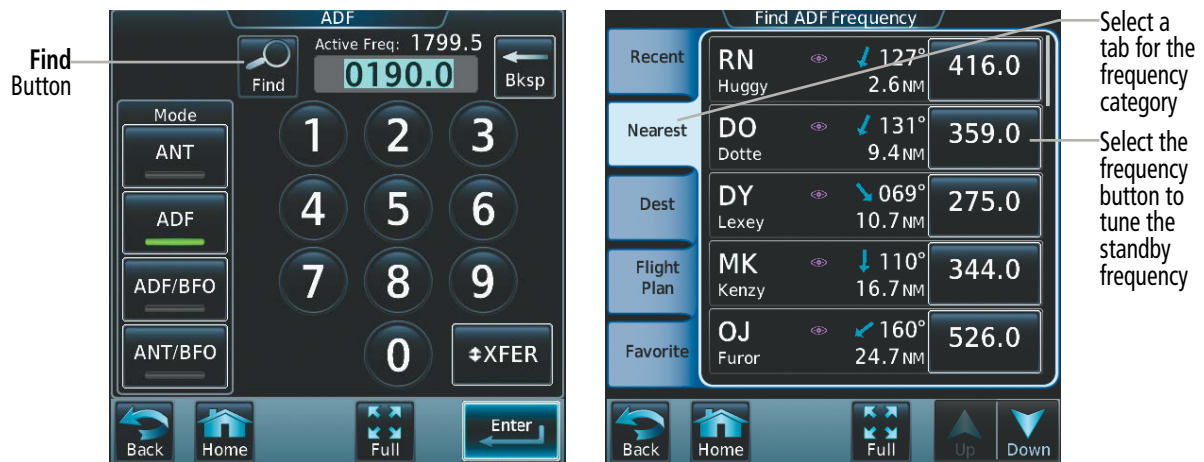 Find
Button
ADF
Find
Active Freq: 1799.5
0190.0
Bksp
Mode
ANT
ADF
ADF/BFO
ANT/BFO
1 2 3
4 5 6
7 8 9
0
XFER
Back
Home
Full
Enter
Find ADF Frequency
Recent
Nearest
Dest
Flight
Plan
Favorite
RN 127° 416.0
Huggy 2.6NM
DO 131° 359.0
Dotte 9.4NM
DY 069° 275.0
Lexey 10.7NM
MK 110° 344.0
Kenzy 16.7NM
OJ 160° 526.0
Furor 24.7NM
Back
Home
Full
Up
Down
Select a
tab for the
frequency
category
Select the
frequency
button to
tune the
standby
frequency